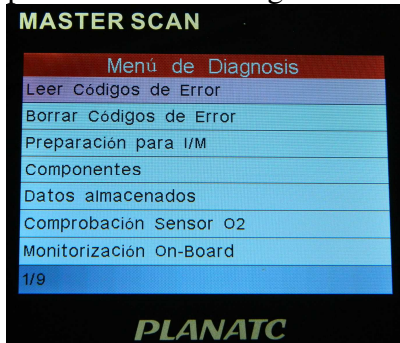 MASTER SCAN
Menú de Diagnosis
Leer Códigos de Error
Borrar Códigos de Error
Preparación para I/M
Componentes
Datos almacenados
Comprobación Sensor O2
Monitorización On-Board
1/9
PLANATC